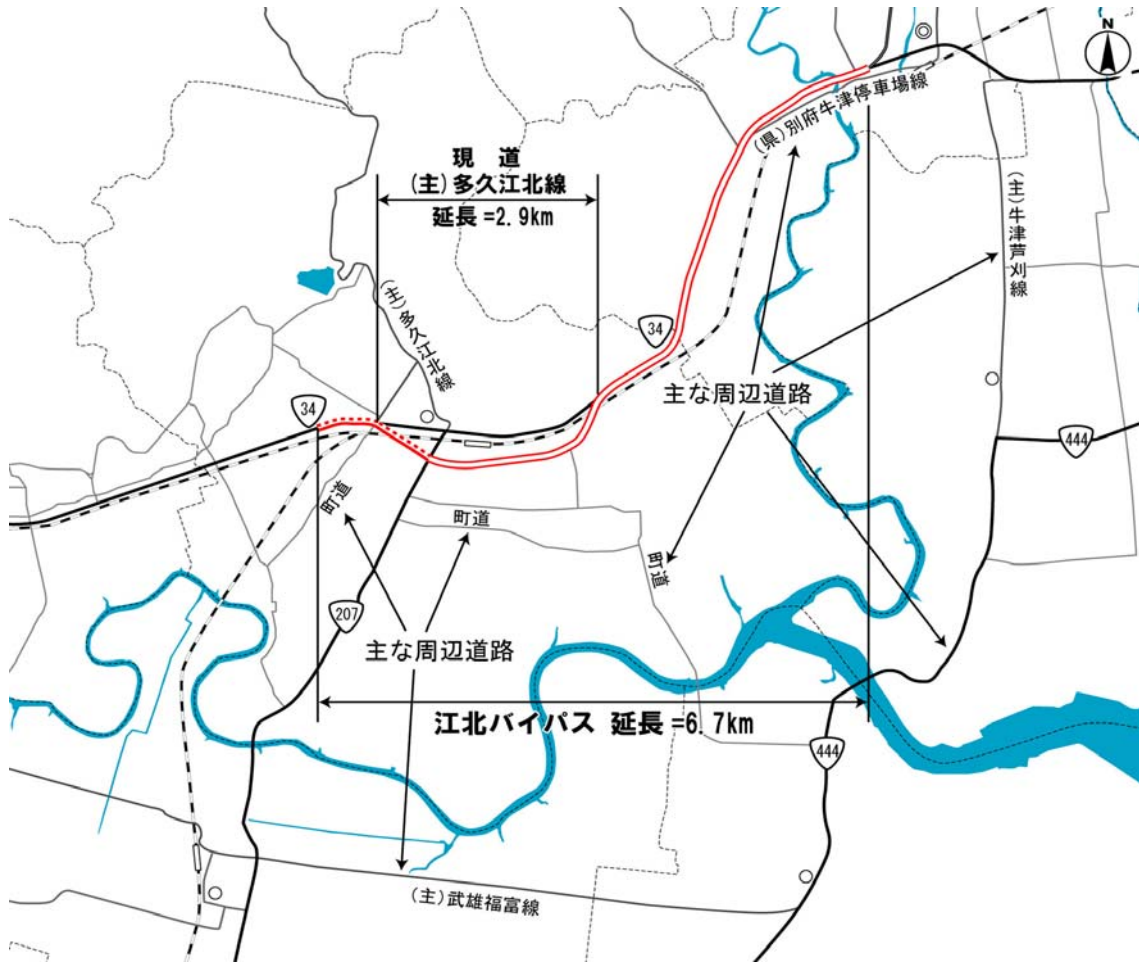 N
(県)別府牛津停車場線
現 道
(主)多久江北線
延長=2.9km
(主)牛津芦刈線
(主)多久江北線
34
主な周辺道路
34
444
町道
町道
町道
207
主な周辺道路
江北バイパス 延長=6.7km
444
(主)武雄福富線